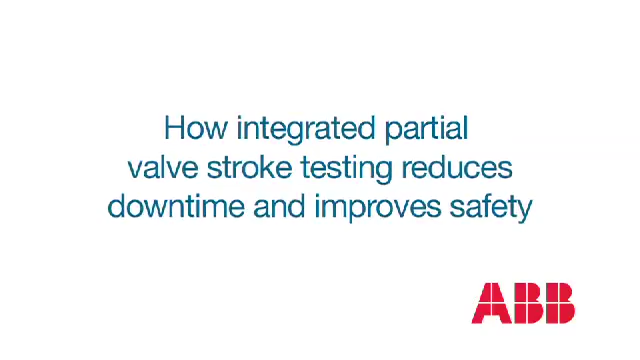 How integrated partial
valve stroke testing reduces
downtime and improves safety
ABB